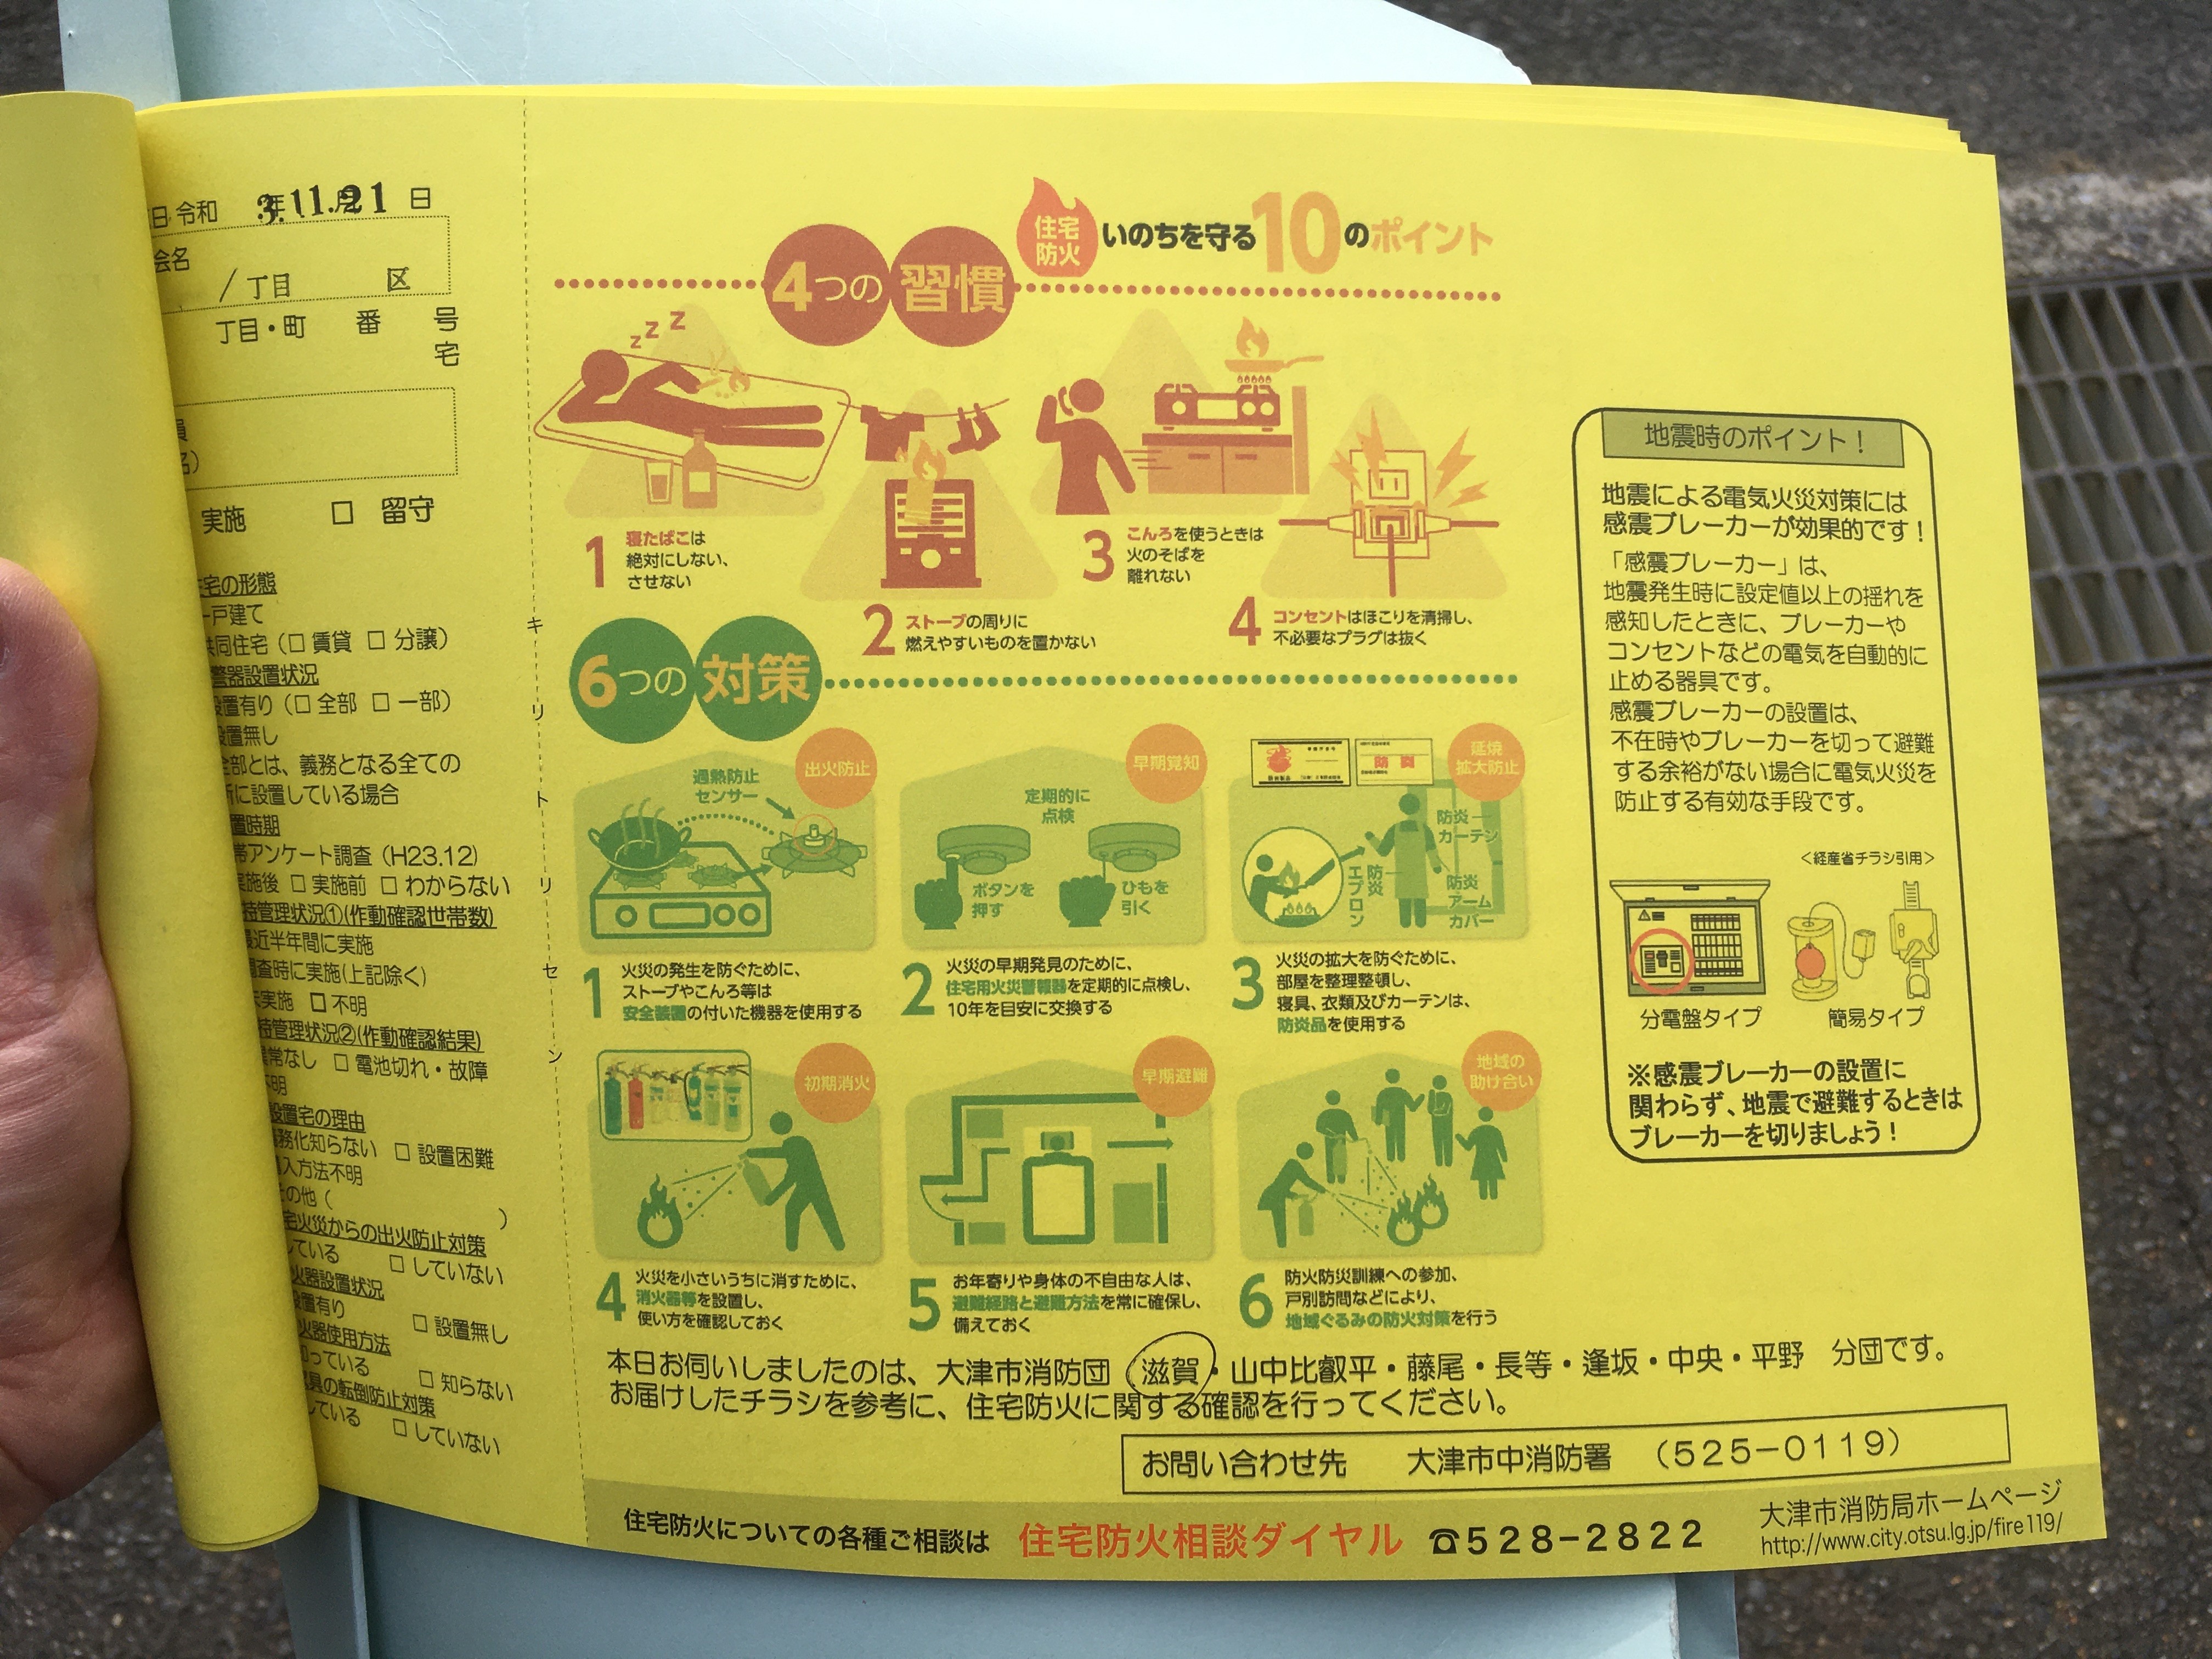 日 令和 3年11.月21 日
会名
/丁目 区
丁目・町 番 号
宅
実施 □ 留守
宅の形態
一戸建て
共同住宅（□ 賃貸 □ 分譲）
警器設置状況
設置有り（□ 全部 □ 一部）
設置無し
全部とは、義務となる全ての
所に設置している場合
置時期
帯アンケート調査（H23.12）
実施後 □ 実施前 □ わからない
持管理状況①(作動確認世帯数)
最近半年間に実施
調査時に実施(上記除く)
未実施 □ 不明
持管理状況②(作動確認結果)
異常なし □ 電池切れ・故障
不明
設置宅の理由
義務化知らない □ 設置困難
入方法不明
その他（ ）
宅火災からの出火防止対策
している □ していない
火器設置状況
設置有り □ 設置無し
火器使用方法
知っている □ 知らない
家具の転倒防止対策
している □ していない
キリトリセン
住宅防火 いのちを守る10のポイント
4つの習慣
z z z
1 寝たばこは
絶対にしない、
させない
2 ストーブの周りに
燃えやすいものを置かない
3 こんろを使うときは
火のそばを
離れない
4 コンセントはほこりを清掃し、
不必要なプラグは抜く
6つの対策
出火防止
過熱防止
センサー
1 火災の発生を防ぐために、
ストーブやこんろ等は
安全装置の付いた機器を使用する
早期覚知
定期的に
点検
ボタンを
押す
ひもを
引く
2 火災の早期発見のために、
住宅用火災警報器を定期的に点検し、
10年を目安に交換する
延焼
拡大防止
防炎
防炎
カーテン
防炎
エプロン
防炎
アーム
カバー
3 火災の拡大を防ぐために、
部屋を整理整頓し、
寝具、衣類及びカーテンは、
防炎品を使用する
初期消火
4 火災を小さいうちに消すために、
消火器等を設置し、
使い方を確認しておく
早期避難
5 お年寄りや身体の不自由な人は、
避難経路と避難方法を常に確保し、
備えておく
地域の
助け合い
6 防火防災訓練への参加、
戸別訪問などにより、
地域ぐるみの防火対策を行う
地震時のポイント！
地震による電気火災対策には
感震ブレーカーが効果的です！
「感震ブレーカー」は、
地震発生時に設定値以上の揺れを
感知したときに、ブレーカーや
コンセントなどの電気を自動的に
止める器具です。
感震ブレーカーの設置は、
不在時やブレーカーを切って避難
する余裕がない場合に電気火災を
防止する有効な手段です。
＜経産省チラシ引用＞
分電盤タイプ 簡易タイプ
※感震ブレーカーの設置に
関わらず、地震で避難するときは
ブレーカーを切りましょう！
本日お伺いしましたのは、大津市消防団 滋賀・山中比叡平・藤尾・長等・逢坂・中央・平野 分団です。
お届けしたチラシを参考に、住宅防火に関する確認を行ってください。
お問い合わせ先 大津市中消防署 （525−0119）
住宅防火についての各種ご相談は 住宅防火相談ダイヤル ☎528−2822
大津市消防局ホームページ
http://www.city.otsu.lg.jp/fire119/